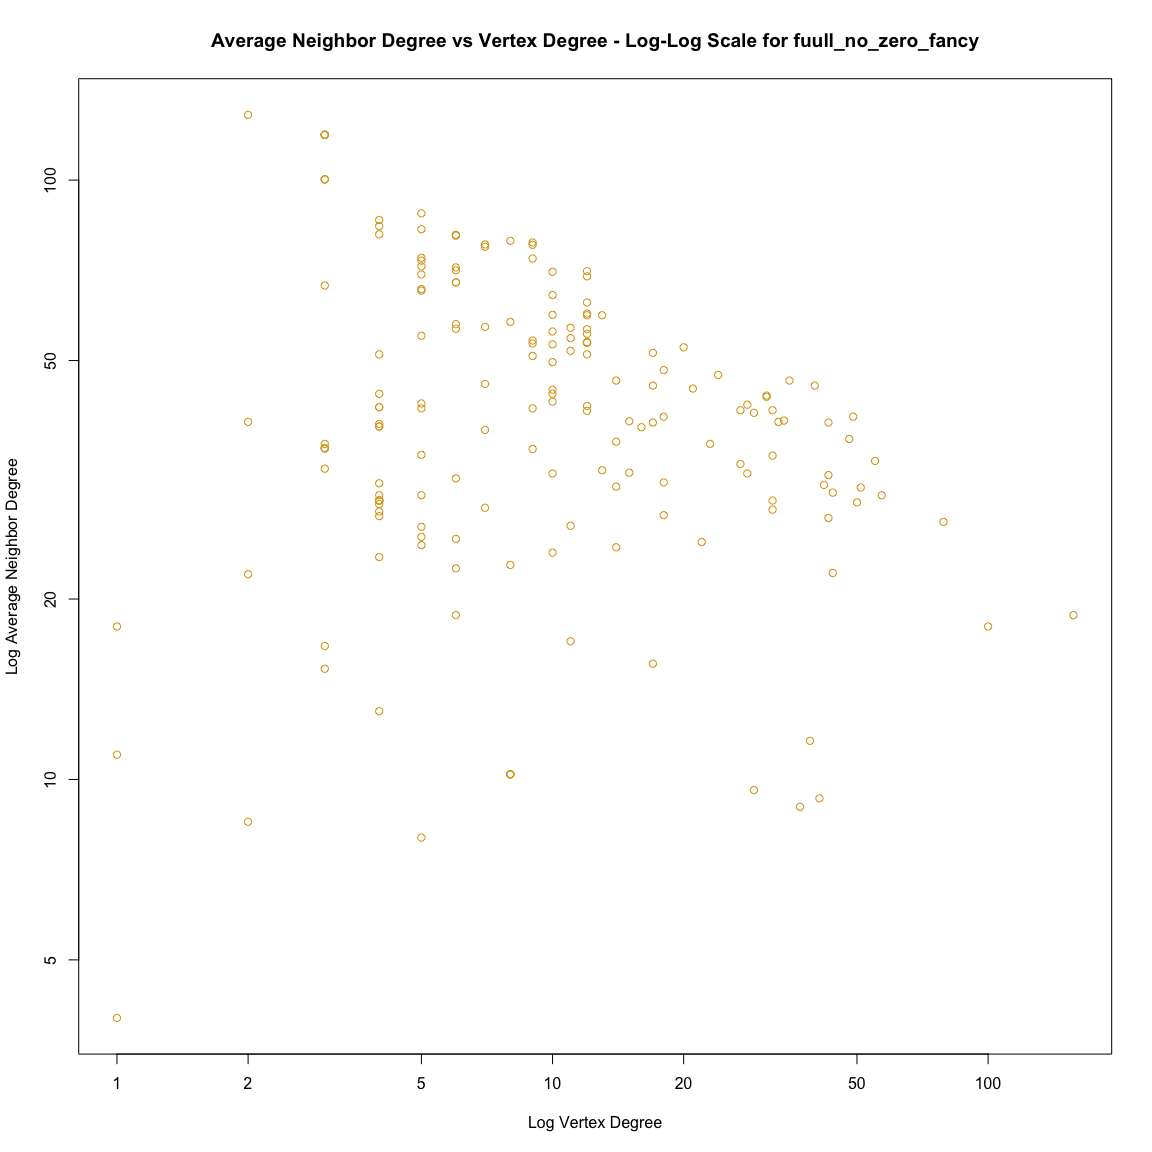 Average Neighbor Degree vs Vertex Degree - Log-Log Scale for fuull_no_zero_fancy
Log Average Neighbor Degree
100
50
20
10
5
1 2 5 10 20 50 100
Log Vertex Degree